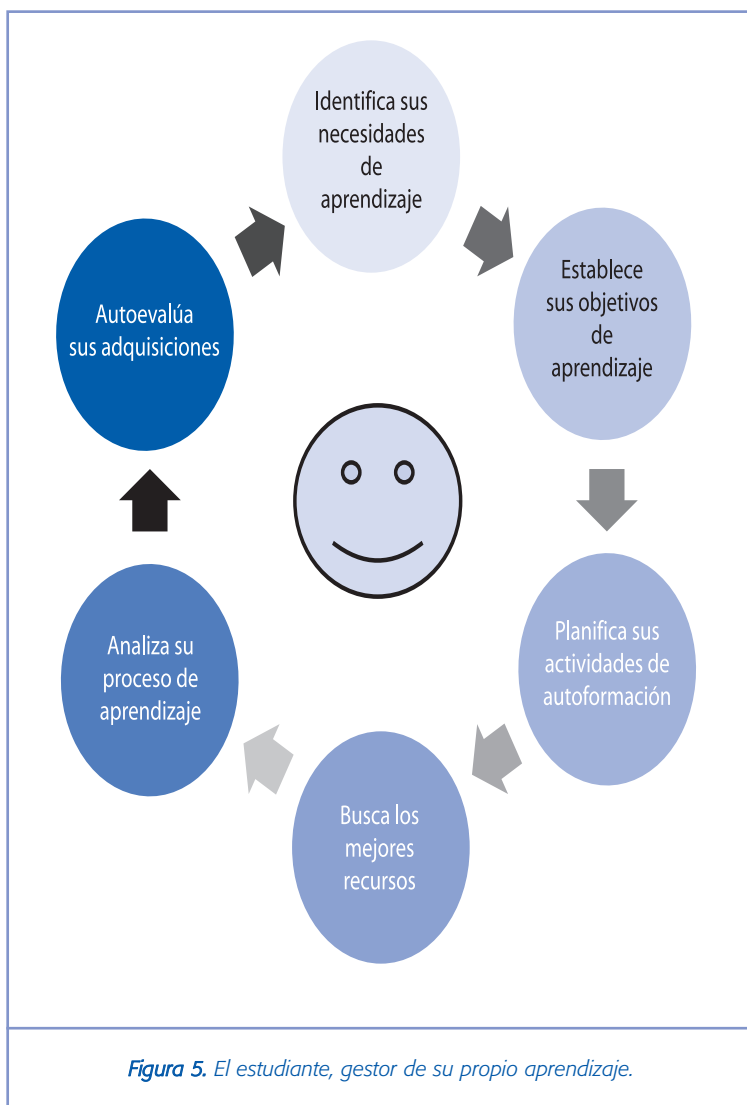 Identifica sus
necesidades
de
aprendizaje
Establece
sus objetivos
de
aprendizaje
Planifica sus
actividades de
autoformación
Busca los
mejores
recursos
Analiza su
proceso de
aprendizaje
Autoevalúa
sus adquisiciones
Figura 5. El estudiante, gestor de su propio aprendizaje.